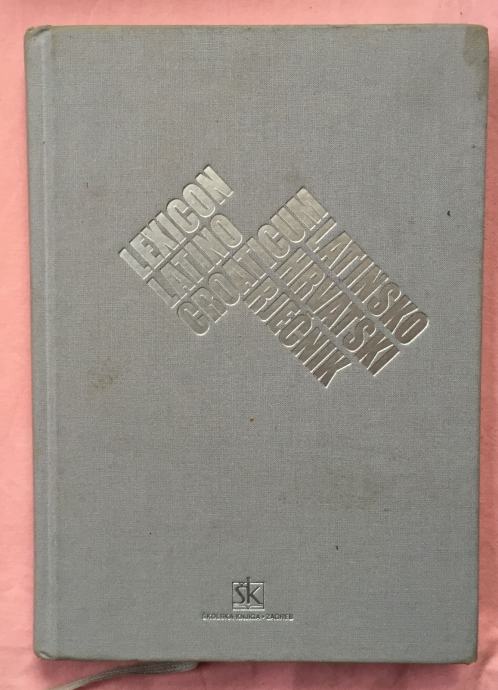 LEXICON
LATINO
CROATICUM
LATINSKO
HRVATSKI
RJEČNIK
ŠK
ŠKOLSKA KNJIGA • ZAGREB